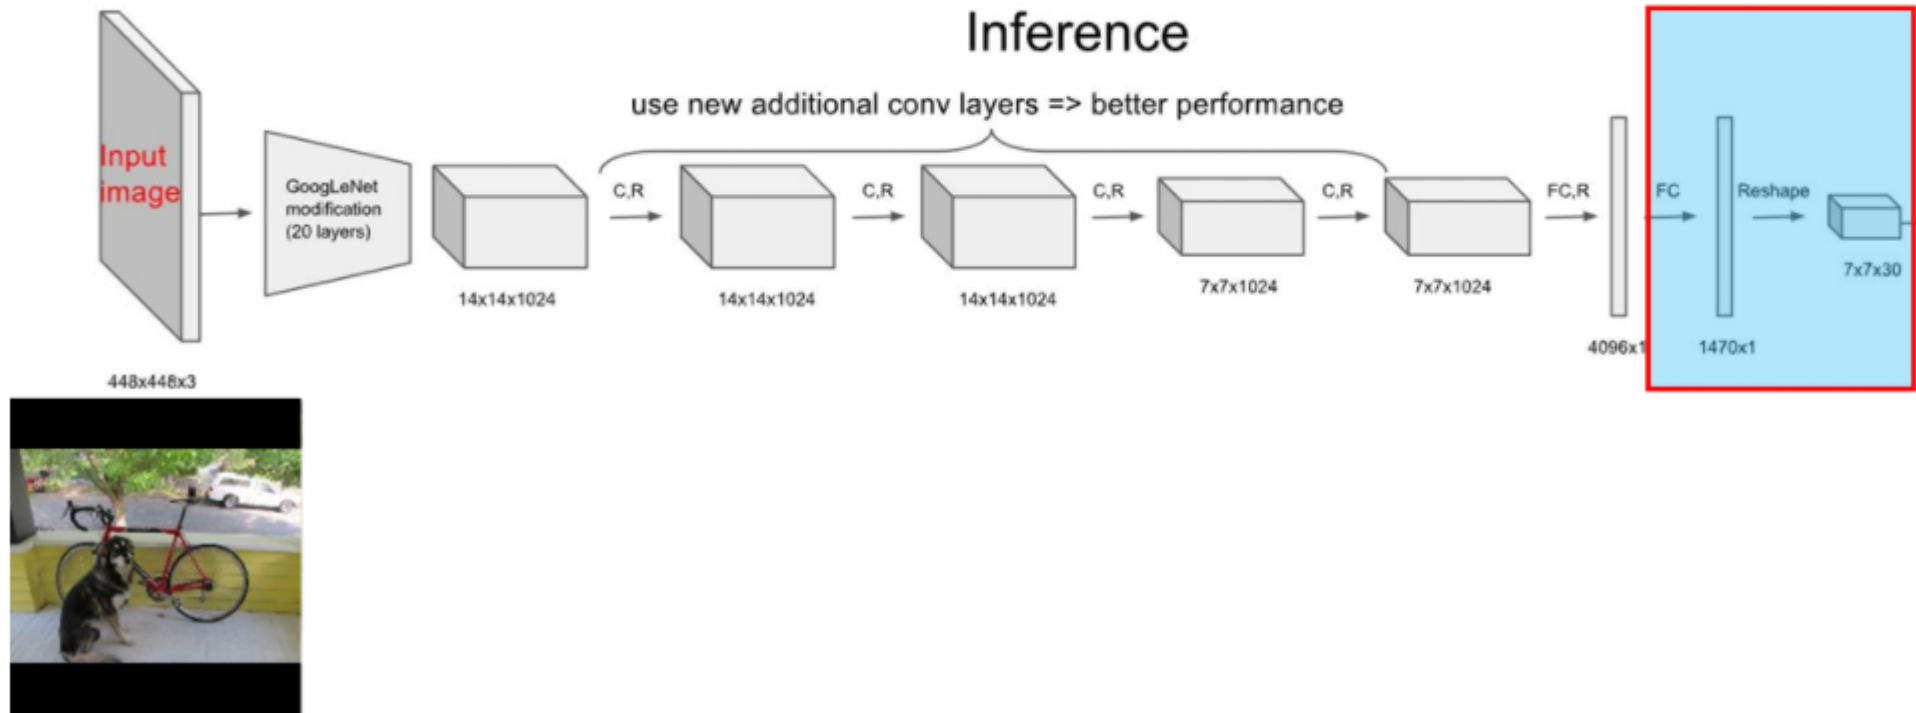 Inference
use new additional conv layers => better performance
Input
image
GoogLeNet
modification
(20 layers)
C,R
C,R
C,R
C,R
FC,R
FC
Reshape
448x448x3
14x14x1024
14x14x1024
14x14x1024
7x7x1024
7x7x1024
4096x1
1470x1
7x7x30